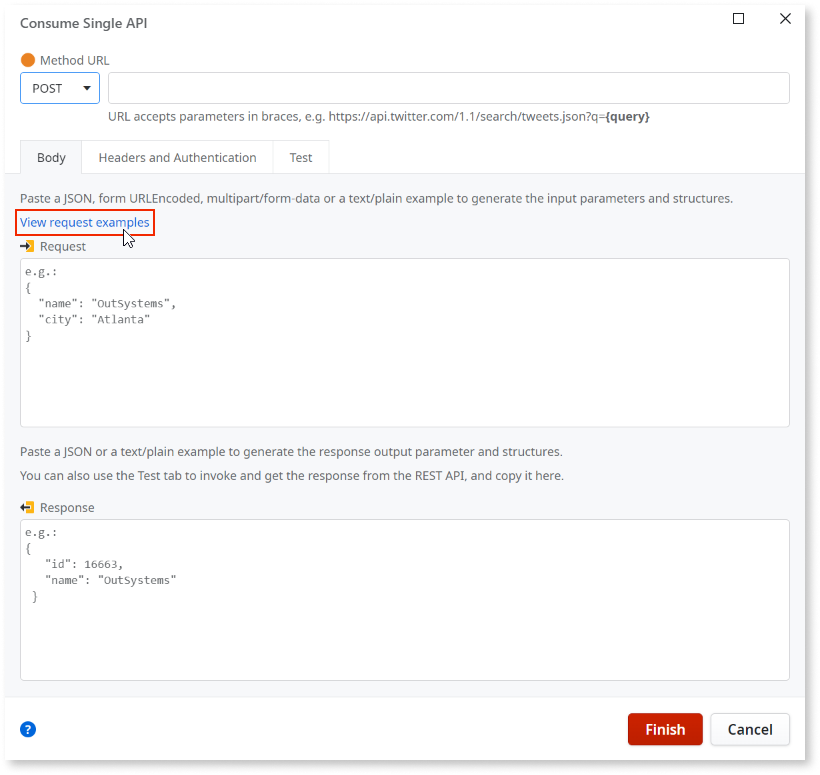 Consume Single API
Method URL
POST
URL accepts parameters in braces, e.g. https://api.twitter.com/1.1/search/tweets.json?q={query}
Body
Headers and Authentication
Test
Paste a JSON, form URLEncoded, multipart/form-data or a text/plain example to generate the input parameters and structures.
View request examples
Request
e.g.:
{
  "name": "OutSystems",
  "city": "Atlanta"
}
Paste a JSON or a text/plain example to generate the response output parameter and structures.
You can also use the Test tab to invoke and get the response from the REST API, and copy it here.
Response
e.g.:
{
   "id": 16663,
   "name": "OutSystems"
 }
?
Finish
Cancel